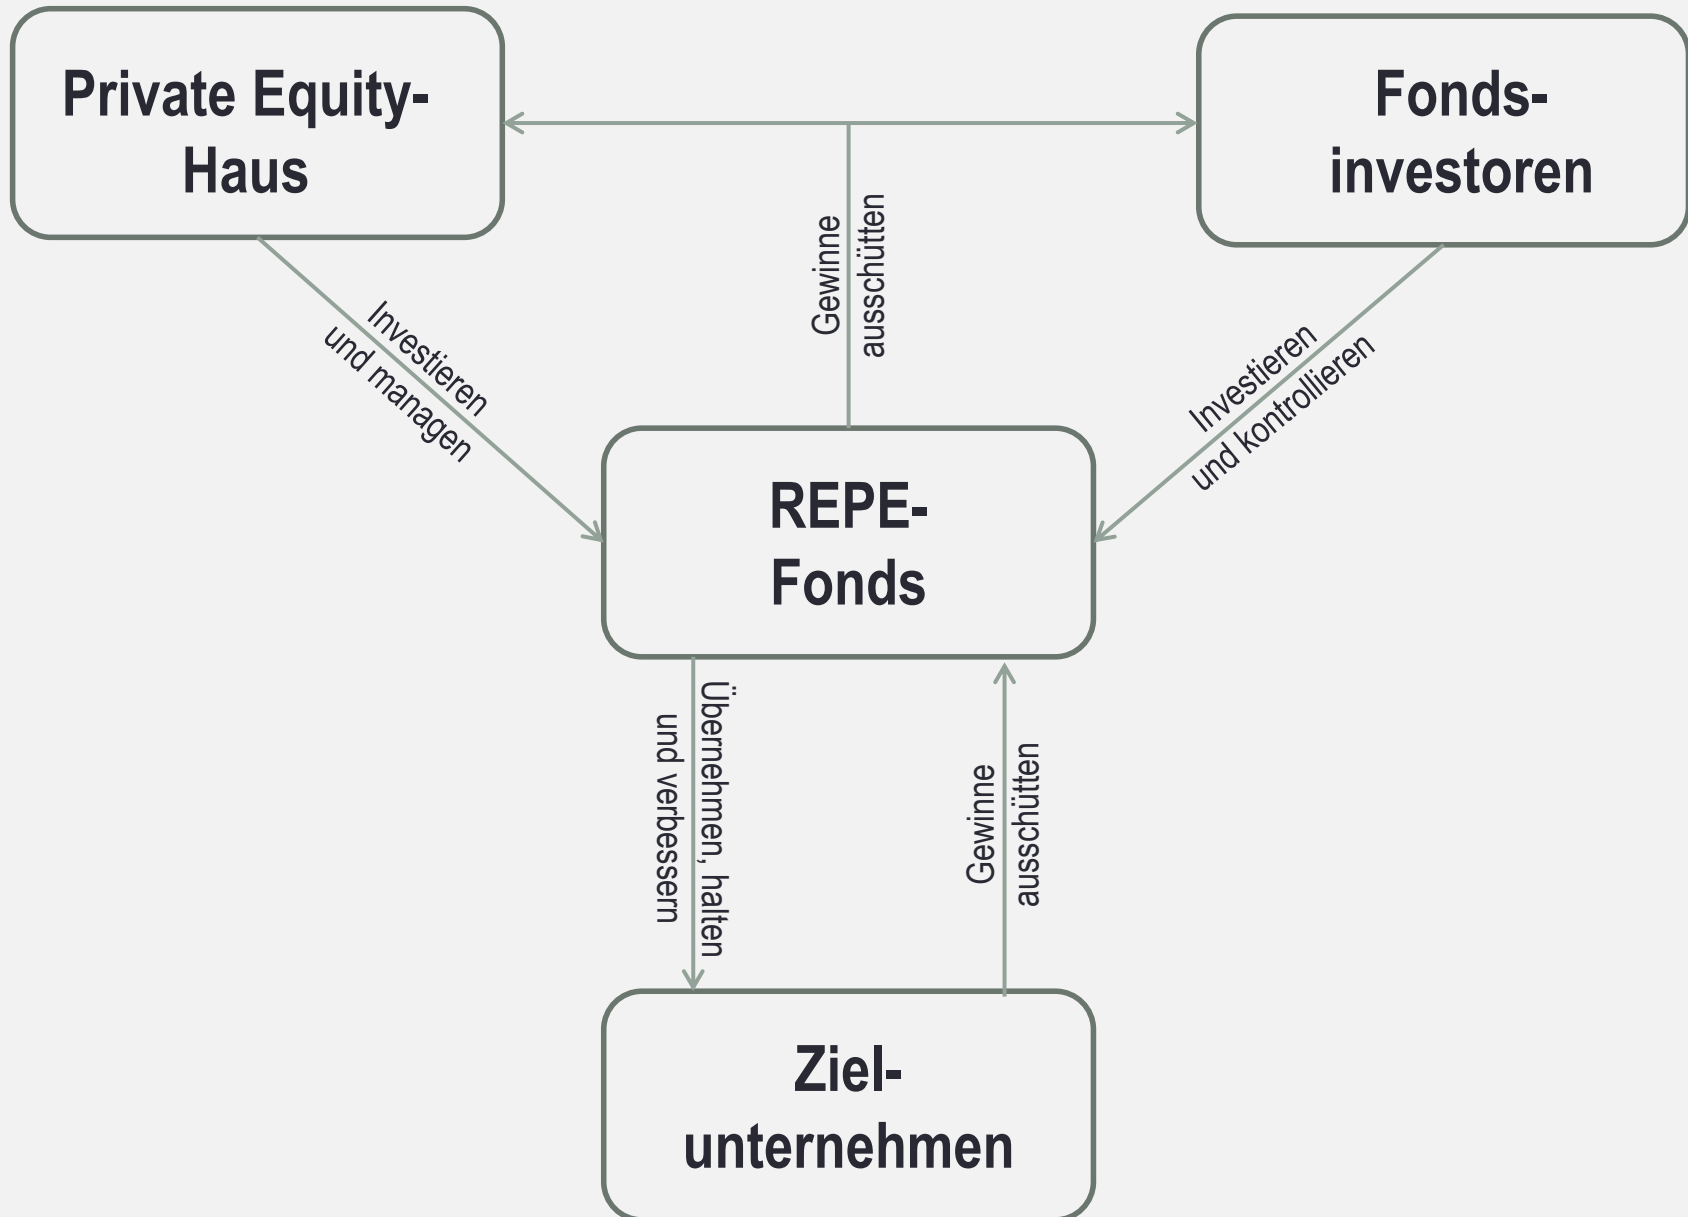 Private Equity-
Haus
Fonds-
investoren
Gewinne
ausschütten
Investieren
und managen
Investieren
und kontrollieren
REPE-
Fonds
Übernehmen, halten
und verbessern
Gewinne
ausschütten
Ziel-
unternehmen